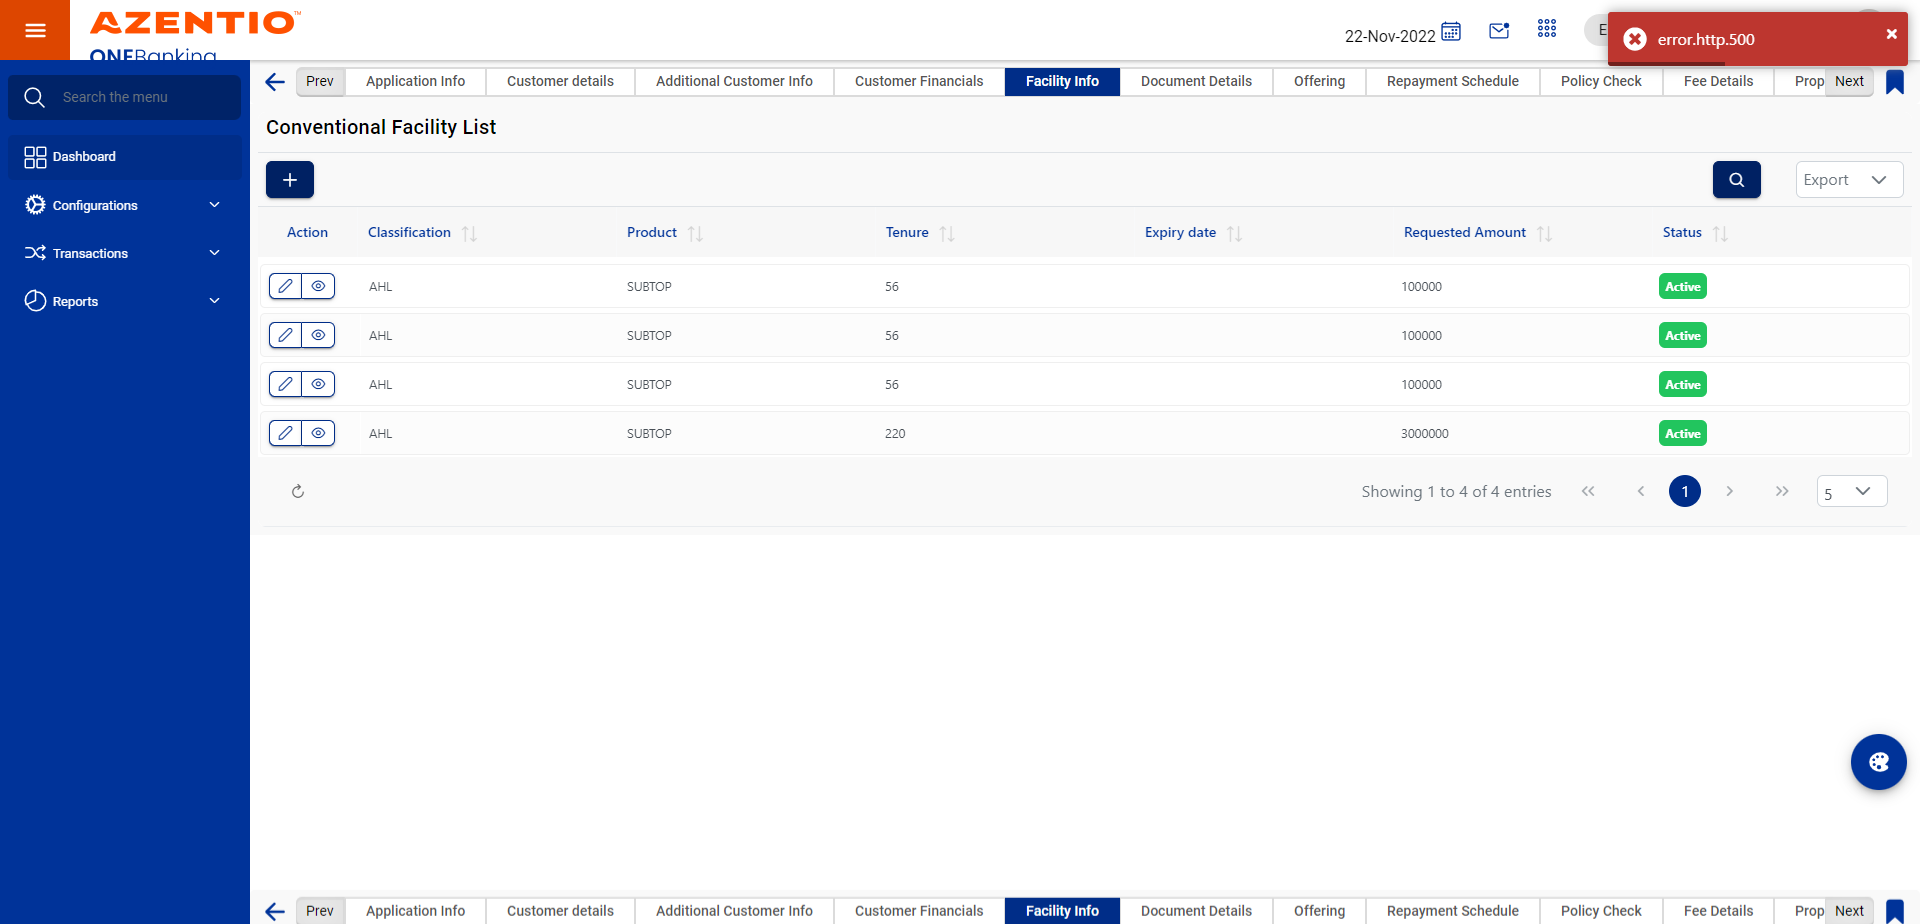 AZENTIO™
ONEBanking
22-Nov-2022
E
error.http.500
Search the menu
Dashboard
Configurations
Transactions
Reports
Prev Application Info Customer details Additional Customer Info Customer Financials Facility Info Document Details Offering Repayment Schedule Policy Check Fee Details Prop Next
Conventional Facility List
Export
Action Classification Product Tenure Expiry date Requested Amount Status
AHL SUBTOP 56 100000 Active
AHL SUBTOP 56 100000 Active
AHL SUBTOP 56 100000 Active
AHL SUBTOP 220 3000000 Active
Showing 1 to 4 of 4 entries 1 5
Prev Application Info Customer details Additional Customer Info Customer Financials Facility Info Document Details Offering Repayment Schedule Policy Check Fee Details Prop Next